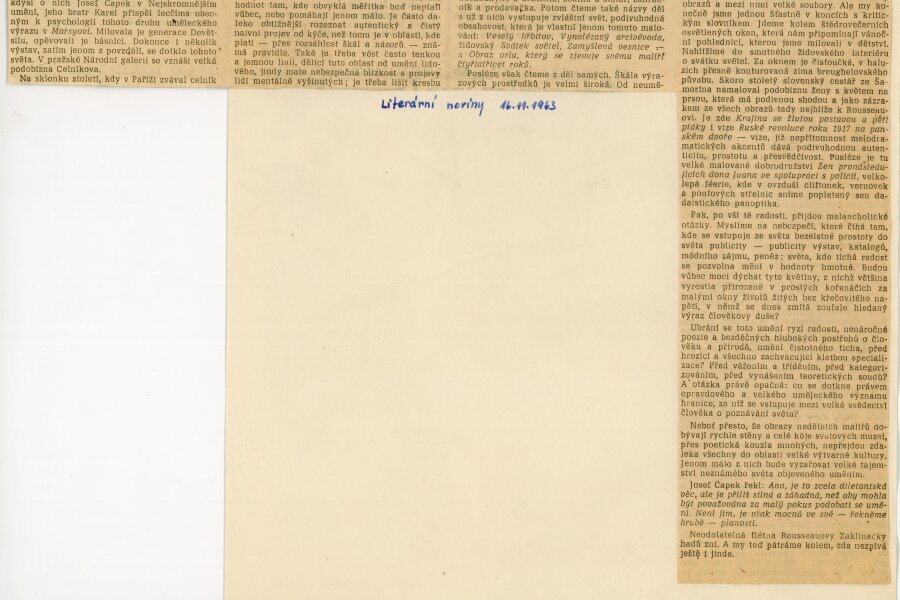 kdysi o nich Josef Čapek v Nejskromnějším
umění, jeho bratr Karel přispěl lecčíms obec-
ným k psychologii tohoto druhu uměleckého
výrazu v Marsyovi. Milovala je generace Devět-
silu, opěvovali je básníci. Dokonce i několik
výstav, zatím jenom z povzdálí, se dotklo tohoto
světa. V pražské Národní galerii se vznáší velká
podobizna Celníkova.
Na sklonku století, kdy v Paříži zvával celník
hodnot tam, kde obvyklá měřítka buď neplatí
vůbec, nebo pomáhají jenom málo. Je často da-
leko obtížnější rozeznat autentický a čistý
naivní projev od kýče, než tomu je v oblasti, kde
platí — přes rozsáhlost škál a názorů — zná-
má pravidla. Také je třeba vést často tenkou
a jemnou linii, dělící tuto oblast od umění lido-
vého, jindy mate nebezpečná blízkost s projevy
lidí mentálně vyšinutých; je třeba lišit kresbu
ník a prodavačka. Potom čteme také názvy děl
a už z nich vystupuje zvláštní svět, podivuhodná
obsahovost, která je vlastní jenom tomuto malo-
vání: Veselý hřbitov, Vymalézavý arcivévoda,
židovský Svátek světel, Zamyšlená vesnice —
a Obraz orla, který se zjevuje svému malíři
čtyřiatřicet roků.
Posléze však čteme z děl samých. Škála výra-
zových prostředků je velmi široká. Od neumě-
obrazů a mezi nimi velké soubory. Ale my ko-
nečně jsme jednou šťastně v koncích s kritic-
kým slovníkem. Jdeme kolem štědrovečerních
osvětlených oken, která nám připomínají vánoč-
ní pohlednici, kterou jsme milovali v dětství.
Nahlížíme do smutného židovského interiéru
o svátku světel. Za oknem je čisťoučká, v halu-
zích přesně konturovaná zima breughelovského
půvabu. Skoro stoletý slovenský cestář ze Ša-
morína namaloval podobiznu ženy s květem na
prsou, která má podivnou shodou a jako zázra-
kem ze všech obrazů tady nejblíže k Rousseau-
ovi. Je zde Krajina se žlutou postavou a pěti
ptáky i vize Ruské revoluce roku 1917 na pan-
ském dvoře — vize, jíž nepřítomnost melodra-
matických akcentů dává podivuhodnou auten-
ticitu, prostotu a přesvědčivost. Posléze je tu
velké malované dobrodružství Žen pronásledu-
jících dona Juana ve spolupráci s policií, velko-
lepá féerie, kde v ovzduší cliftonek, vernovek
a pouťových střelnic sníme popletený sen da-
daistického panoptika.
Pak, po vší té radosti, přijdou melancholické
otázky. Myslíme na nebezpečí, které číhá tam,
kde se vstupuje ze světa bezelstné prostoty do
světa publicity — publicity výstav, katalogů,
módního zájmu, peněz; světa, kde tichá radost
se pozvolna mění v hodnoty hmotné. Budou
vůbec moci dýchat tyto květiny, z nichž většina
vyrostla přirozeně v prostých kořenáčích za
malými okny životů žitých bez křečovitého na-
pětí, v němž se dnes zmítá zoufale hledaný
výraz člověkovy duše?
Ubrání se toto umění ryzí radosti, nenáročné
poezie a bezděčných hlubokých postřehů o člo-
věku a přírodě, umění čistotného ticha, před
hrozící a všechno zachvacující kletbou speciali-
zace? Před vážením a tříděním, před kategori-
zováním, před vynášením teoretických soudů?
A otázka právě opačná: co se dotkne právem
opravdového a velkého uměleckého významu
hranice, za níž se vstupuje mezi velká svědectví
člověka o poznávání světa?
Neboť přesto, že obrazy nedělních malířů do-
bývají rychle stěny a celé kóje světových muzeí,
přes poetická kouzla mnohých, nepřejdou zda-
leka všechny do oblasti velké výtvarné kultury.
Jenom málo z nich bude vyzařovat velké tajem-
ství neznámého světa objeveného uměním.
Josef Čapek řekl: Ano, je to zcela diletantská
věc, ale je příliš silná a záhadná, než aby mohla
být považována za malý pokus podobati se umě-
ní. Není jím, je však mocná ve své — řekněme
hrubě — planosti.
Neodolatelná flétna Rousseauovy Zaklínačky
hadů zní. A my teď pátráme kolem, zda nezpívá
ještě i jinde.
Literární noviny 16.11.1963